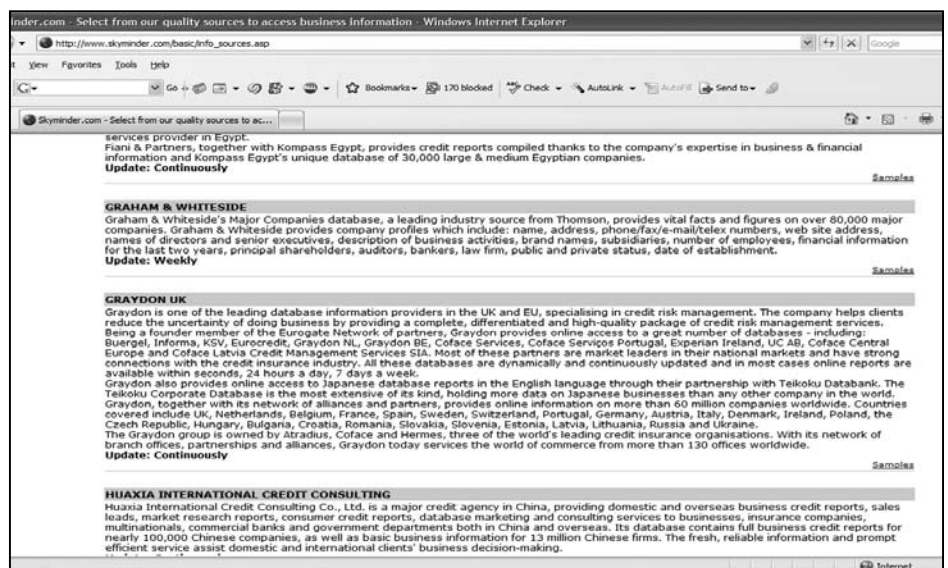 inder.com - Select from our quality sources to access business information - Windows Internet Explorer
http://www.skyminder.com/basic/info_sources.asp
Google
View Favorites Tools Help
G Go Bookmarks 170 blocked Check AutoLink AutoFill Send to
Skyminder.com - Select from our quality sources to ac...
services provider in Egypt.
Fiani & Partners, together with Kompass Egypt, provides credit reports compiled thanks to the company's expertise in business & financial
information and Kompass Egypt's unique database of 30,000 large & medium Egyptian companies.
Update: Continuously
Samples
GRAHAM & WHITESIDE
Graham & Whiteside's Major Companies database, a leading industry source from Thomson, provides vital facts and figures on over 80,000 major
companies. Graham & Whiteside provides company profiles which include: name, address, phone/fax/e-mail/telex numbers, web site address,
names of directors and senior executives, description of business activities, brand names, subsidiaries, number of employees, financial information
for the last two years, principal shareholders, auditors, bankers, law firm, public and private status, date of establishment.
Update: Weekly
Samples
GRAYDON UK
Graydon is one of the leading database information providers in the UK and EU, specialising in credit risk management. The company helps clients
reduce the uncertainty of doing business by providing a complete, differentiated and high-quality package of credit risk management services.
Being a founder member of the Eurogate Network of partners, Graydon provides online access to a great number of databases - including:
Buergel, Informa, KSV, Eurocredit, Graydon NL, Graydon BE, Coface Services, Coface Serviços Portugal, Experian Ireland, UC AB, Coface Central
Europe and Coface Latvia Credit Management Services SIA. Most of these partners are market leaders in their national markets and have strong
connections with the credit insurance industry. All these databases are dynamically and continuously updated and in most cases online reports are
available within seconds, 24 hours a day, 7 days a week.
Graydon also provides online access to Japanese database reports in the English language through their partnership with Teikoku Databank. The
Teikoku Corporate Database is the most extensive of its kind, holding more data on Japanese businesses than any other company in the world.
Graydon, together with its network of alliances and partners, provides online information on more than 60 million companies worldwide. Countries
covered include UK, Netherlands, Belgium, France, Spain, Sweden, Switzerland, Portugal, Germany, Austria, Italy, Denmark, Ireland, Poland, the
Czech Republic, Hungary, Bulgaria, Croatia, Romania, Slovakia, Slovenia, Estonia, Latvia, Lithuania, Russia and Ukraine.
The Graydon group is owned by Atradius, Coface and Hermes, three of the world's leading credit insurance organisations. With its network of
branch offices, partnerships and alliances, Graydon today services the world of commerce from more than 130 offices worldwide.
Update: Continuously
Samples
HUAXIA INTERNATIONAL CREDIT CONSULTING
Huaxia International Credit Consulting Co., Ltd. is a major credit agency in China, providing domestic and overseas business credit reports, sales
leads, market research reports, consumer credit reports, database marketing and consulting services to businesses, insurance companies,
multinationals, commercial banks and government departments both in China and overseas. Its database contains full business credit reports for
nearly 100,000 Chinese companies, as well as basic business information for 13 million Chinese firms. The fresh, reliable information and prompt
efficient service assist domestic and international clients' business decision-making.
Internet